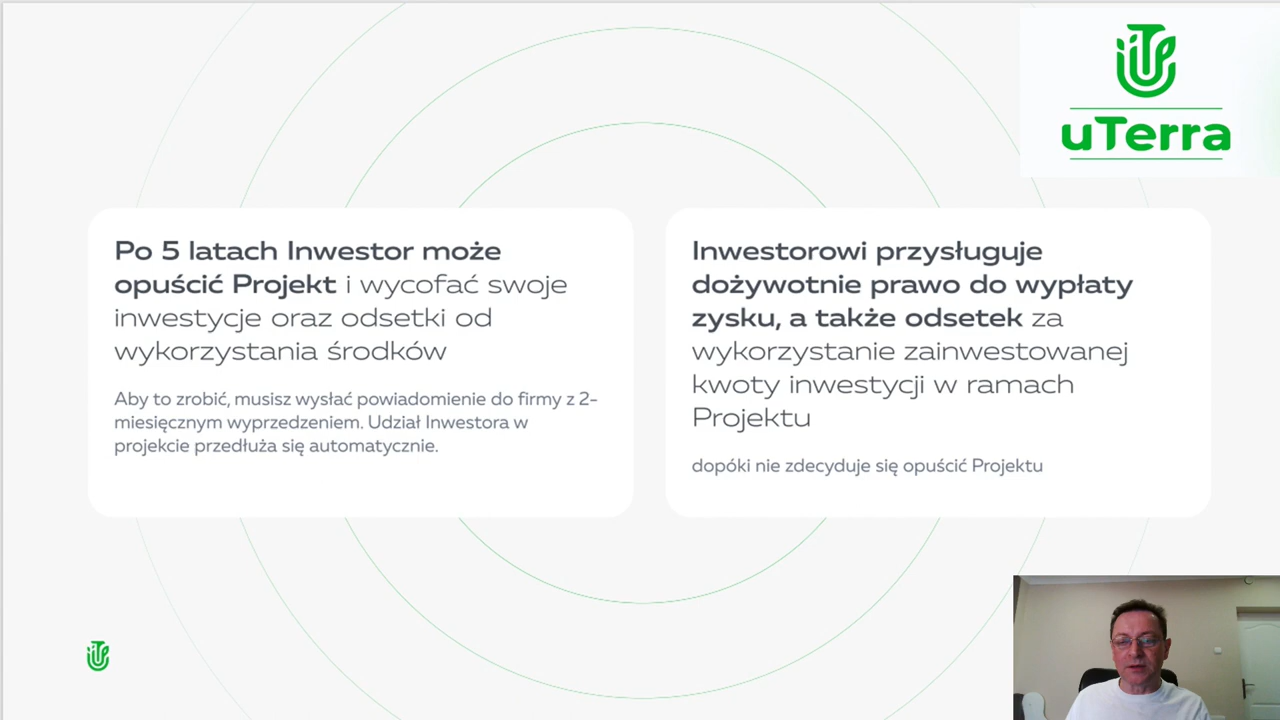 uTerra
Po 5 latach Inwestor może
opuścić Projekt i wycofać swoje
inwestycje oraz odsetki od
wykorzystania środków
Aby to zrobić, musisz wysłać powiadomienie do firmy z 2-
miesięcznym wyprzedzeniem. Udział Inwestora w
projekcie przedłuża się automatycznie.
Inwestorowi przysługuje
dożywotnie prawo do wypłaty
zysku, a także odsetek za
wykorzystanie zainwestowanej
kwoty inwestycji w ramach
Projektu
dopóki nie zdecyduje się opuścić Projektu